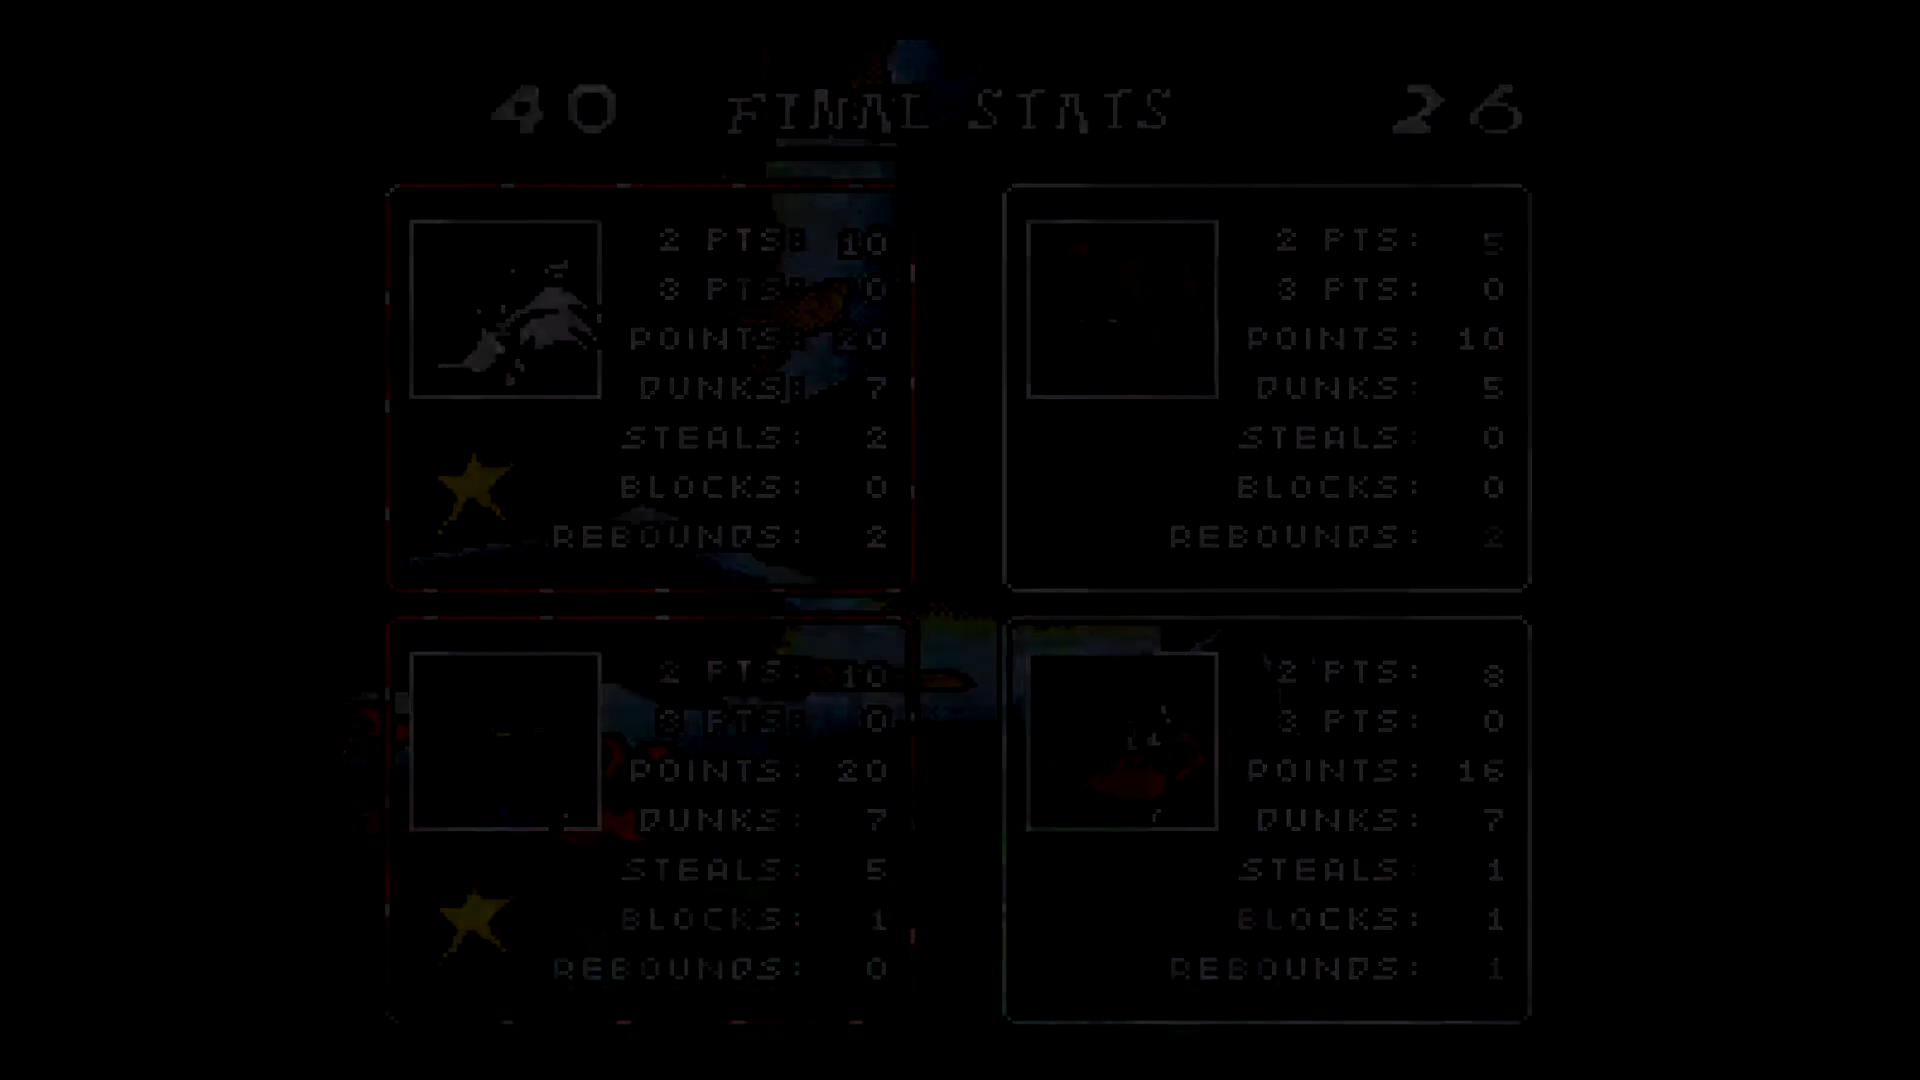 40 FINAL STATS 26
2 PTS: 10
3 PTS: 0
POINTS: 20
DUNKS: 7
STEALS: 2
BLOCKS: 0
REBOUNDS: 2
2 PTS: 5
3 PTS: 0
POINTS: 10
DUNKS: 5
STEALS: 0
BLOCKS: 0
REBOUNDS: 2
2 PTS: 10
3 PTS: 0
POINTS: 20
DUNKS: 7
STEALS: 5
BLOCKS: 1
REBOUNDS: 0
2 PTS: 8
3 PTS: 0
POINTS: 16
DUNKS: 7
STEALS: 1
BLOCKS: 1
REBOUNDS: 1